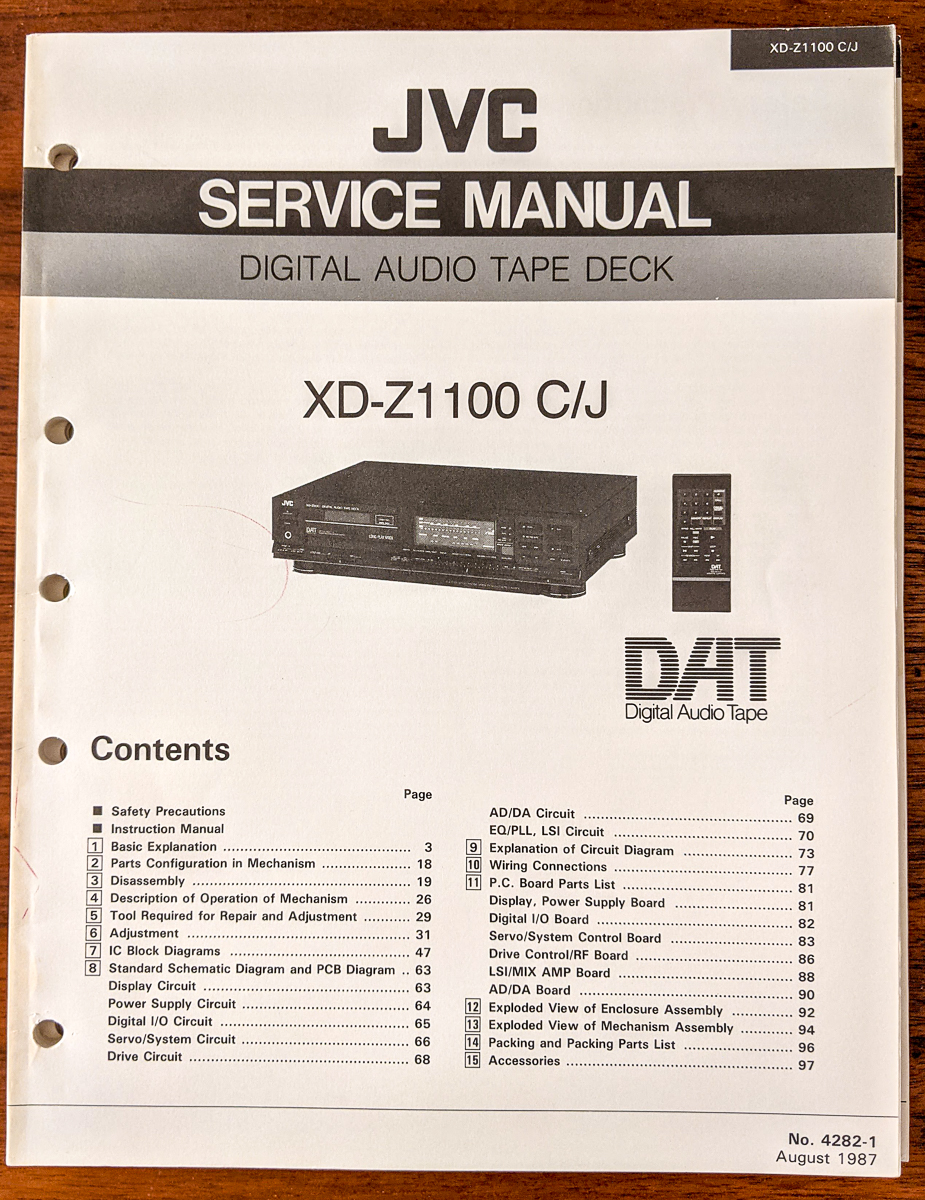 XD-Z1100 C/J
JVC
SERVICE MANUAL
DIGITAL AUDIO TAPE DECK
XD-Z1100 C/J
JVC
DAT
DAT
DAT
Digital Audio Tape
Contents
Page
■ Safety Precautions
■ Instruction Manual
1 Basic Explanation ........ 3
2 Parts Configuration in Mechanism ........ 18
3 Disassembly ........ 19
4 Description of Operation of Mechanism ........ 26
5 Tool Required for Repair and Adjustment ........ 29
6 Adjustment ........ 31
7 IC Block Diagrams ........ 47
8 Standard Schematic Diagram and PCB Diagram .. 63
Display Circuit ........ 63
Power Supply Circuit ........ 64
Digital I/O Circuit ........ 65
Servo/System Circuit ........ 66
Drive Circuit ........ 68
Page
AD/DA Circuit ........ 69
EQ/PLL, LSI Circuit ........ 70
9 Explanation of Circuit Diagram ........ 73
10 Wiring Connections ........ 77
11 P.C. Board Parts List ........ 81
Display, Power Supply Board ........ 81
Digital I/O Board ........ 82
Servo/System Control Board ........ 83
Drive Control/RF Board ........ 86
LSI/MIX AMP Board ........ 88
AD/DA Board ........ 90
12 Exploded View of Enclosure Assembly ........ 92
13 Exploded View of Mechanism Assembly ........ 94
14 Packing and Packing Parts List ........ 96
15 Accessories ........ 97
No. 4282-1
August 1987